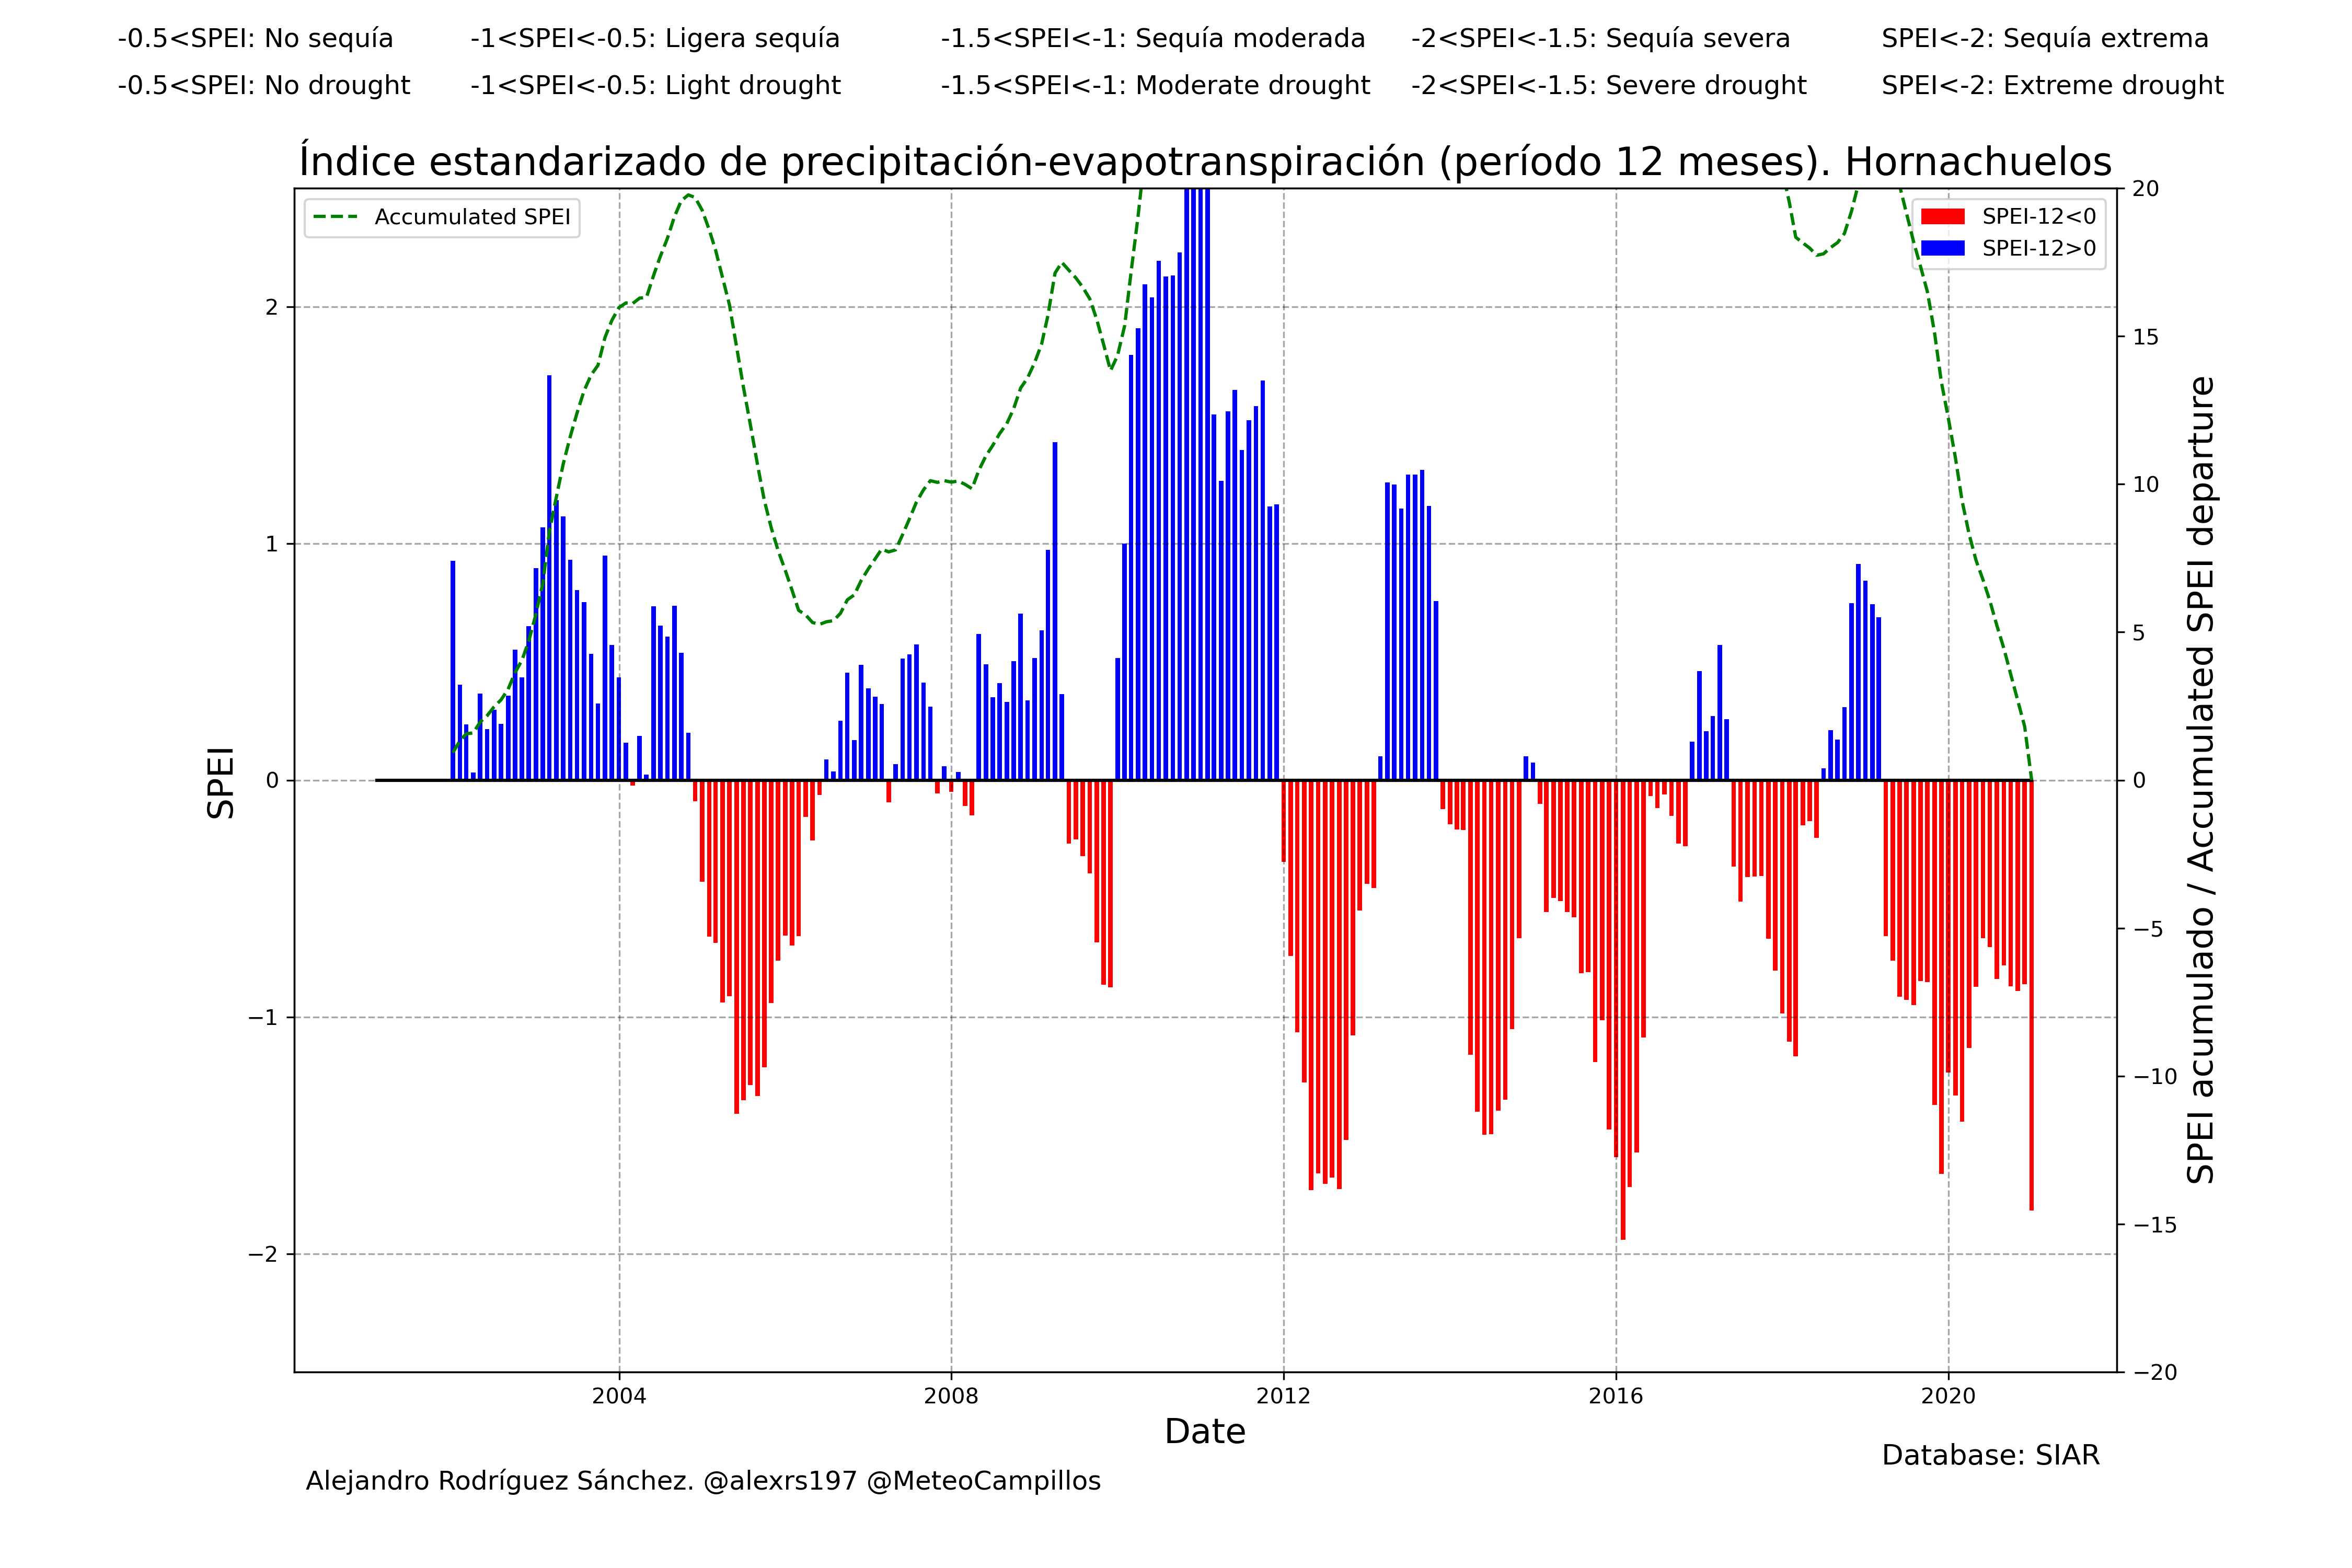 -0.5<SPEI: No sequía -1<SPEI<-0.5: Ligera sequía -1.5<SPEI<-1: Sequía moderada -2<SPEI<-1.5: Sequía severa SPEI<-2: Sequía extrema
-0.5<SPEI: No drought -1<SPEI<-0.5: Light drought -1.5<SPEI<-1: Moderate drought -2<SPEI<-1.5: Severe drought SPEI<-2: Extreme drought
Índice estandarizado de precipitación-evapotranspiración (período 12 meses). Hornachuelos
Accumulated SPEI
SPEI-12<0
SPEI-12>0
SPEI
2
1
0
−1
−2
20
15
10
5
0
−5
−10
−15
−20
SPEI acumulado / Accumulated SPEI departure
2004 2008 2012 2016 2020
Date
Database: SIAR
Alejandro Rodríguez Sánchez. @alexrs197 @MeteoCampillos